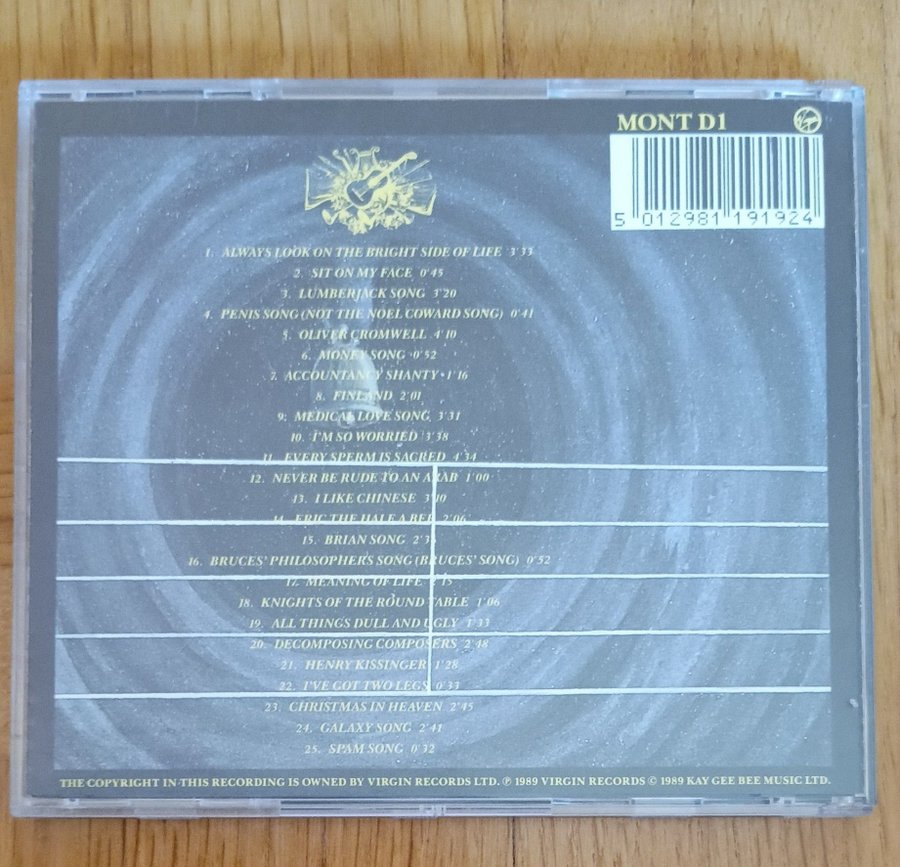 MONT D1
Virgin
5 012981 191924
1. ALWAYS LOOK ON THE BRIGHT SIDE OF LIFE 3'33
2. SIT ON MY FACE 0'45
3. LUMBERJACK SONG 3'20
4. PENIS SONG (NOT THE NOËL COWARD SONG) 0'41
5. OLIVER CROMWELL 4'10
6. MONEY SONG 0'52
7. ACCOUNTANCY SHANTY 1'16
8. FINLAND 2'01
9. MEDICAL LOVE SONG 3'31
10. I'M SO WORRIED 3'38
11. EVERY SPERM IS SACRED 4'34
12. NEVER BE RUDE TO AN ARAB 1'00
13. I LIKE CHINESE 3'10
14. ERIC THE HALF A BEE 2'06
15. BRIAN SONG
16. BRUCES' PHILOSOPHERS SONG (BRUCES' SONG) 0'52
17. MEANING OF LIFE
18. KNIGHTS OF THE ROUND TABLE 1'06
19. ALL THINGS DULL AND UGLY 1'33
20. DECOMPOSING COMPOSERS 2'48
21. HENRY KISSINGER 1'28
22. I'VE GOT TWO LEGS 0'33
23. CHRISTMAS IN HEAVEN 2'45
24. GALAXY SONG 2'41
25. SPAM SONG 0'32
THE COPYRIGHT IN THIS RECORDING IS OWNED BY VIRGIN RECORDS LTD. ℗ 1989 VIRGIN RECORDS © 1989 KAY GEE BEE MUSIC LTD.